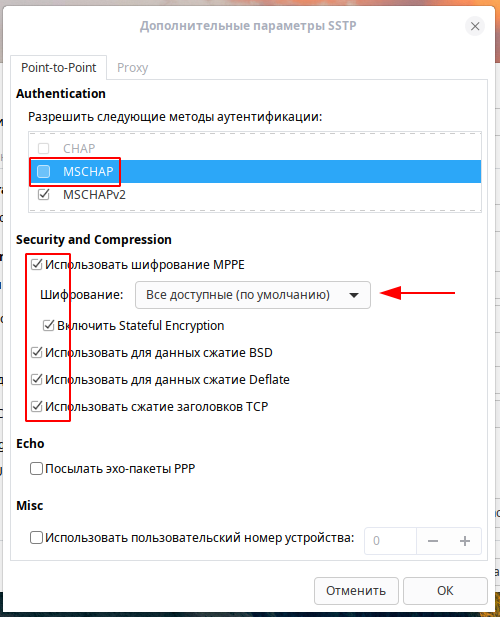 Дополнительные параметры SSTP
Point-to-Point Proxy
Authentication
Разрешить следующие методы аутентификации:
CHAP
MSCHAP
MSCHAPv2
Security and Compression
Использовать шифрование MPPE
Шифрование: Все доступные (по умолчанию)
Включить Stateful Encryption
Использовать для данных сжатие BSD
Использовать для данных сжатие Deflate
Использовать сжатие заголовков TCP
Echo
Посылать эхо-пакеты PPP
Misc
Использовать пользовательский номер устройства: 0
Отменить ОК